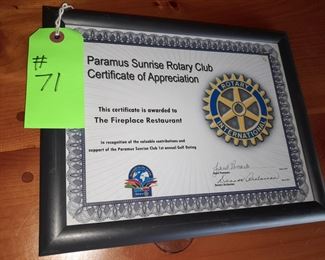 #
71
Paramus Sunrise Rotary Club
Certificate of Appreciation
This certificate is awarded to
The Fireplace Restaurant
in recognition of the valuable contributions and
support of the Paramus Sunrise Club 1st annual Golf Outing
ROTARY
INTERNATIONAL